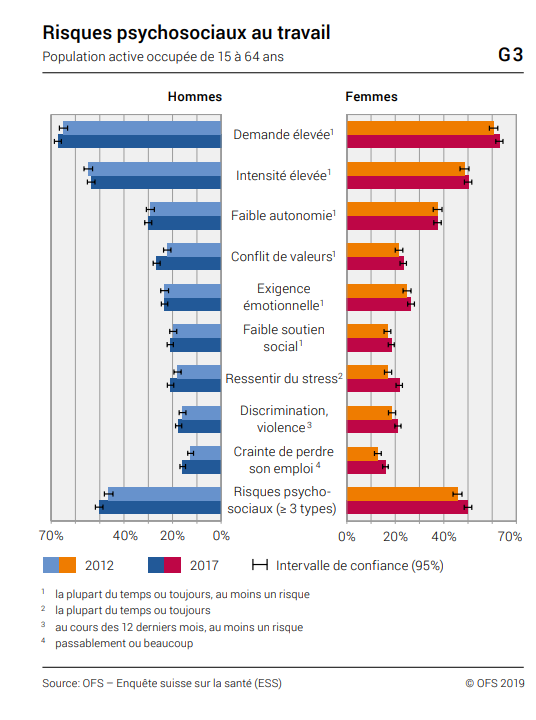 Risques psychosociaux au travail
Population active occupée de 15 à 64 ans
G3
Hommes
Femmes
Demande élevée¹
Intensité élevée¹
Faible autonomie¹
Conflit de valeurs¹
Exigence
émotionnelle¹
Faible soutien
social¹
Ressentir du stress²
Discrimination,
violence³
Crainte de perdre
son emploi⁴
Risques psycho-
sociaux (≥ 3 types)
70% 40% 20% 0%
0% 20% 40% 70%
2012 2017 Intervalle de confiance (95%)
¹ la plupart du temps ou toujours, au moins un risque
² la plupart du temps ou toujours
³ au cours des 12 derniers mois, au moins un risque
⁴ passablement ou beaucoup
Source: OFS – Enquête suisse sur la santé (ESS)
© OFS 2019